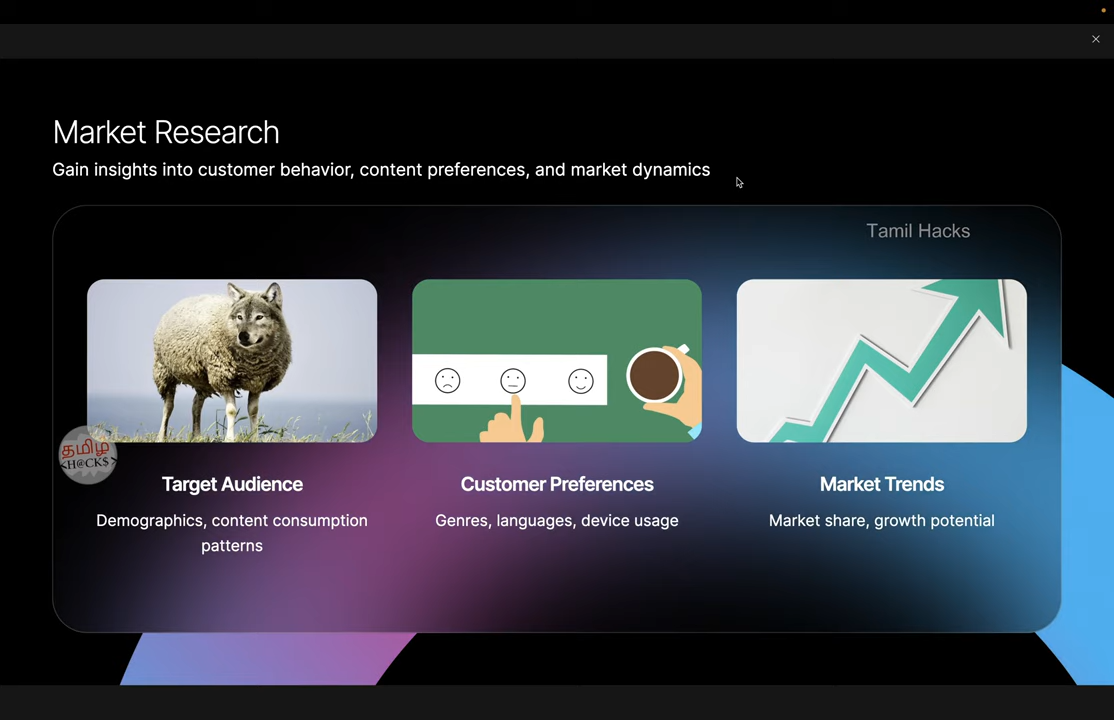 Market Research
Gain insights into customer behavior, content preferences, and market dynamics
Tamil Hacks
தமிழ்
<H@CK$>
Target Audience
Customer Preferences
Market Trends
Demographics, content consumption
patterns
Genres, languages, device usage
Market share, growth potential